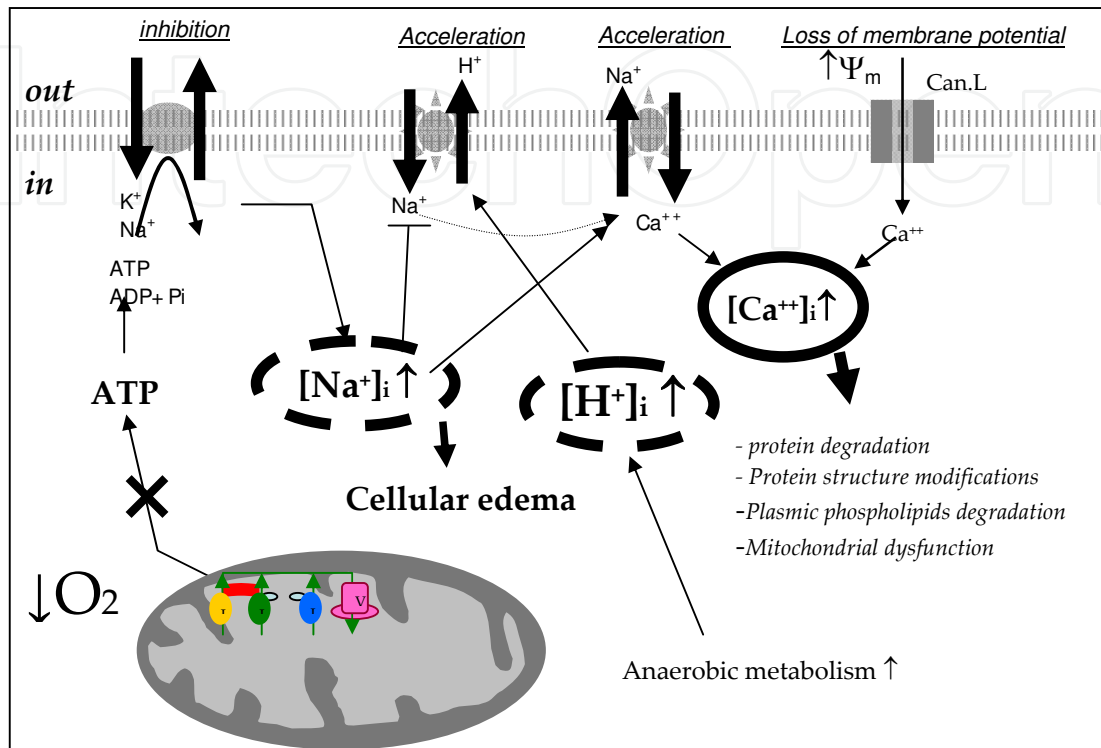 inhibition
Acceleration
Acceleration
Loss of membrane potential
H⁺
Na⁺
↑Ψm
Can.L
out
in
K⁺
Na⁺
Na⁺
Ca⁺⁺
Ca⁺⁺
ATP
ADP+ Pi
[Ca⁺⁺]i↑
ATP
[Na⁺]i ↑
[H⁺]i ↑
- protein degradation
- Protein structure modifications
-Plasmic phospholipids degradation
-Mitochondrial dysfunction
Cellular edema
↓O₂
V
Anaerobic metabolism ↑
IntechOpen